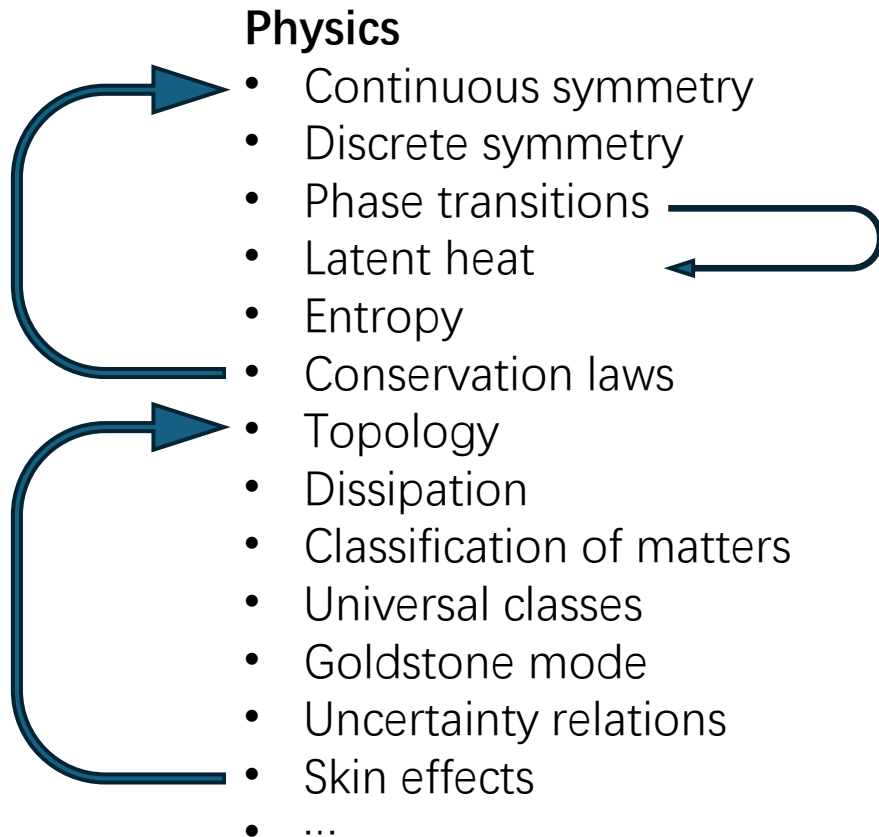 Physics
• Continuous symmetry
• Discrete symmetry
• Phase transitions
• Latent heat
• Entropy
• Conservation laws
• Topology
• Dissipation
• Classification of matters
• Universal classes
• Goldstone mode
• Uncertainty relations
• Skin effects
• ...